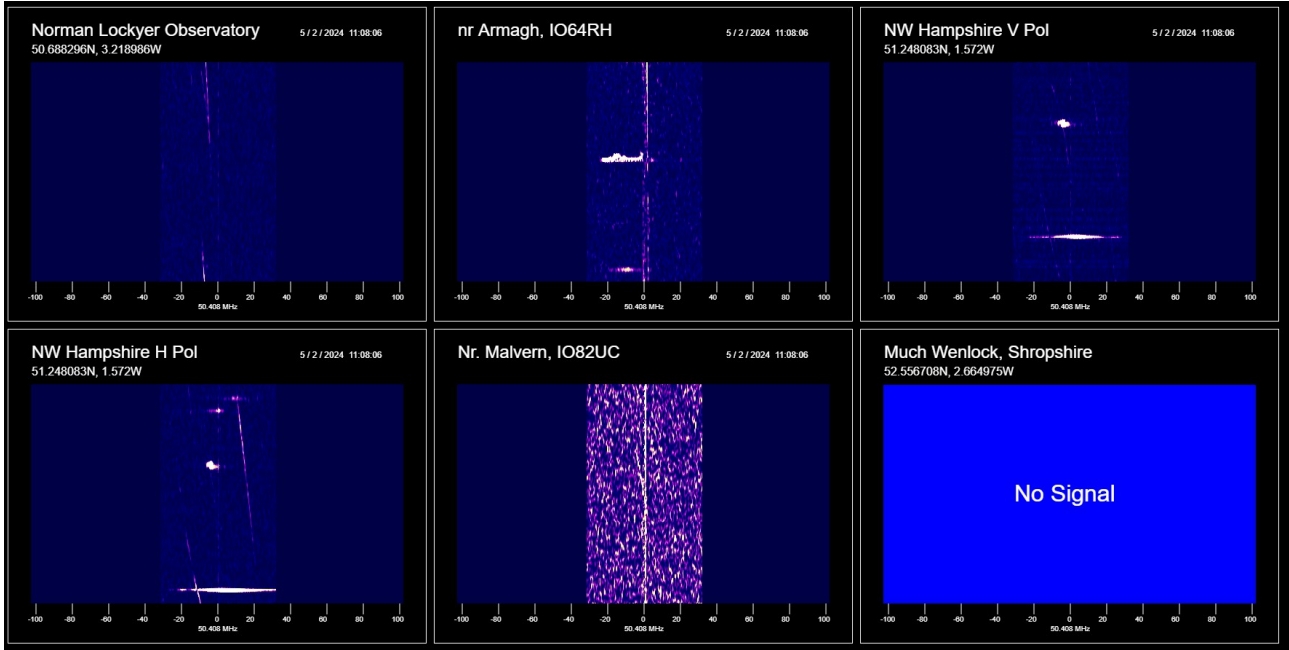 Norman Lockyer Observatory 5 / 2 / 2024 11:08:06
50.688296N, 3.218986W
-100 -80 -60 -40 -20 0 20 40 60 80 100
50.408 MHz
nr Armagh, IO64RH 5 / 2 / 2024 11:08:06
-100 -80 -60 -40 -20 0 20 40 60 80 100
50.408 MHz
NW Hampshire V Pol 5 / 2 / 2024 11:08:06
51.248083N, 1.572W
-100 -80 -60 -40 -20 0 20 40 60 80 100
50.408 MHz
NW Hampshire H Pol 5 / 2 / 2024 11:08:06
51.248083N, 1.572W
-100 -80 -60 -40 -20 0 20 40 60 80 100
50.408 MHz
Nr. Malvern, IO82UC 5 / 2 / 2024 11:08:06
-100 -80 -60 -40 -20 0 20 40 60 80 100
50.408 MHz
Much Wenlock, Shropshire
52.556708N, 2.664975W
No Signal
-100 -80 -60 -40 -20 0 20 40 60 80 100
50.408 MHz